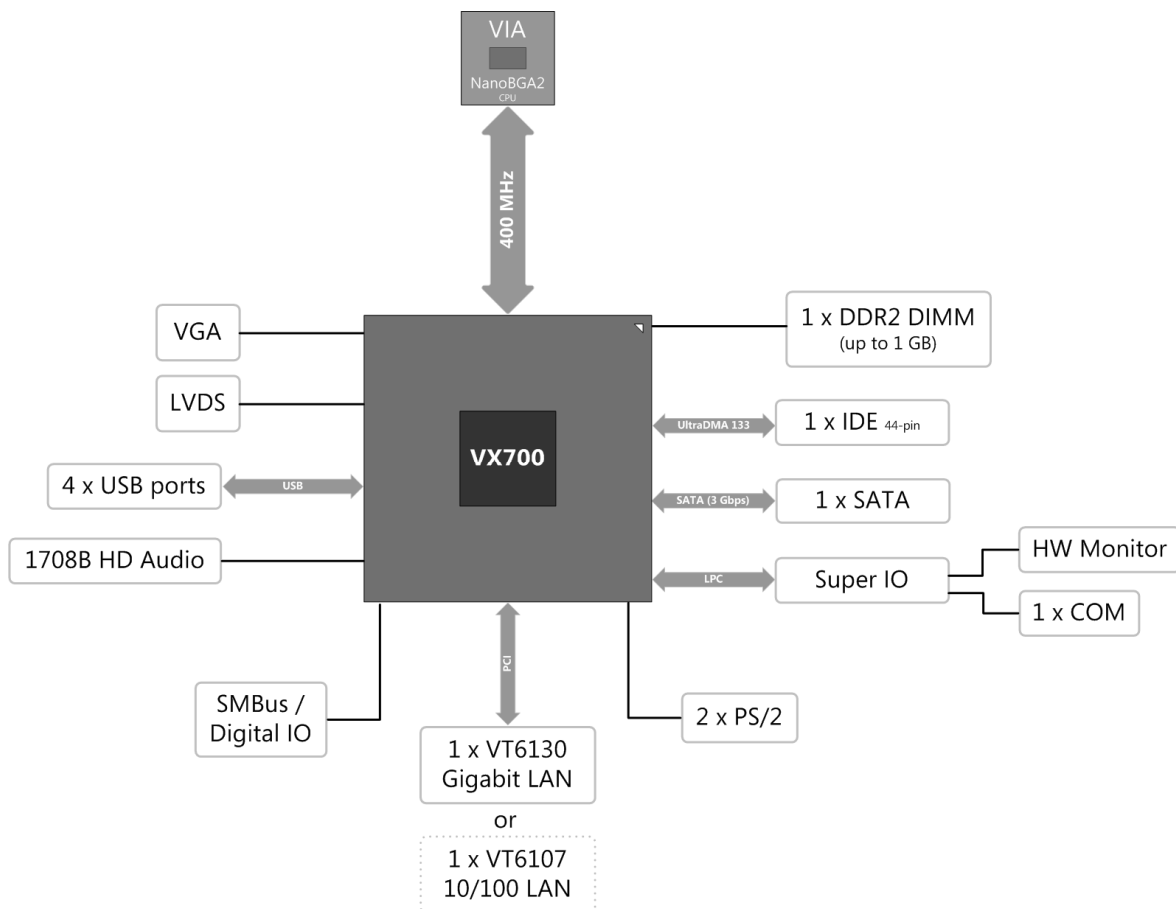 VIA
NanoBGA2
CPU
400 MHz
VGA
1 x DDR2 DIMM
(up to 1 GB)
LVDS
UltraDMA 133
1 x IDE 44-pin
VX700
4 x USB ports
USB
SATA (3 Gbps)
1 x SATA
HW Monitor
1708B HD Audio
LPC
Super IO
1 x COM
PCI
SMBus /
Digital IO
2 x PS/2
1 x VT6130
Gigabit LAN
or
1 x VT6107
10/100 LAN